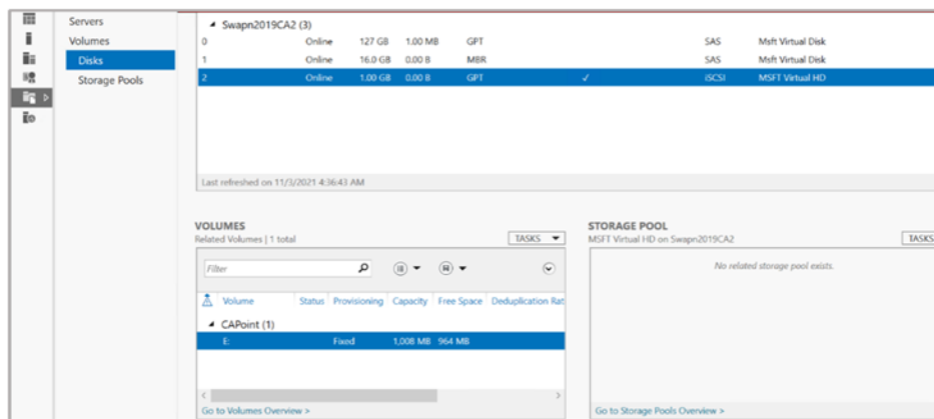 Servers
Volumes
Disks
Storage Pools
Swapn2019CA2 (3)
0 Online 127 GB 1.00 MB GPT SAS Msft Virtual Disk
1 Online 16.0 GB 0.00 B MBR SAS Msft Virtual Disk
2 Online 1.00 GB 0.00 B GPT ✓ iSCSI MSFT Virtual HD
Last refreshed on 11/3/2021 4:36:43 AM
VOLUMES
Related Volumes | 1 total
TASKS
Filter
Volume Status Provisioning Capacity Free Space Deduplication Rat
CAPoint (1)
E: Fixed 1,008 MB 964 MB
Go to Volumes Overview >
STORAGE POOL
MSFT Virtual HD on Swapn2019CA2
TASKS
No related storage pool exists.
Go to Storage Pools Overview >